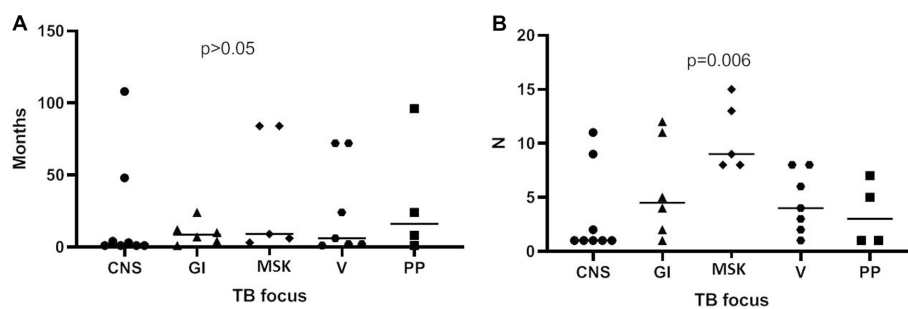 A
p>0.05
Months
150
100
50
0
CNS GI MSK V PP
TB focus
B
p=0.006
N
20
15
10
5
0
CNS GI MSK V PP
TB focus